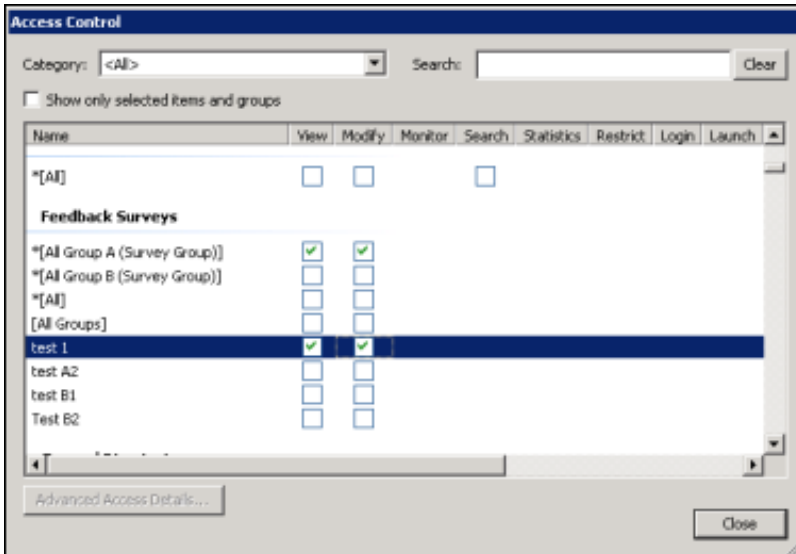 Access Control
Category: <All> Search: Clear
Show only selected items and groups
Name View Modify Monitor Search Statistics Restrict Login Launch
*[All]
Feedback Surveys
*[All Group A (Survey Group)]
*[All Group B (Survey Group)]
*[All]
[All Groups]
test 1
test A2
test B1
Test B2
Advanced Access Details...
Close